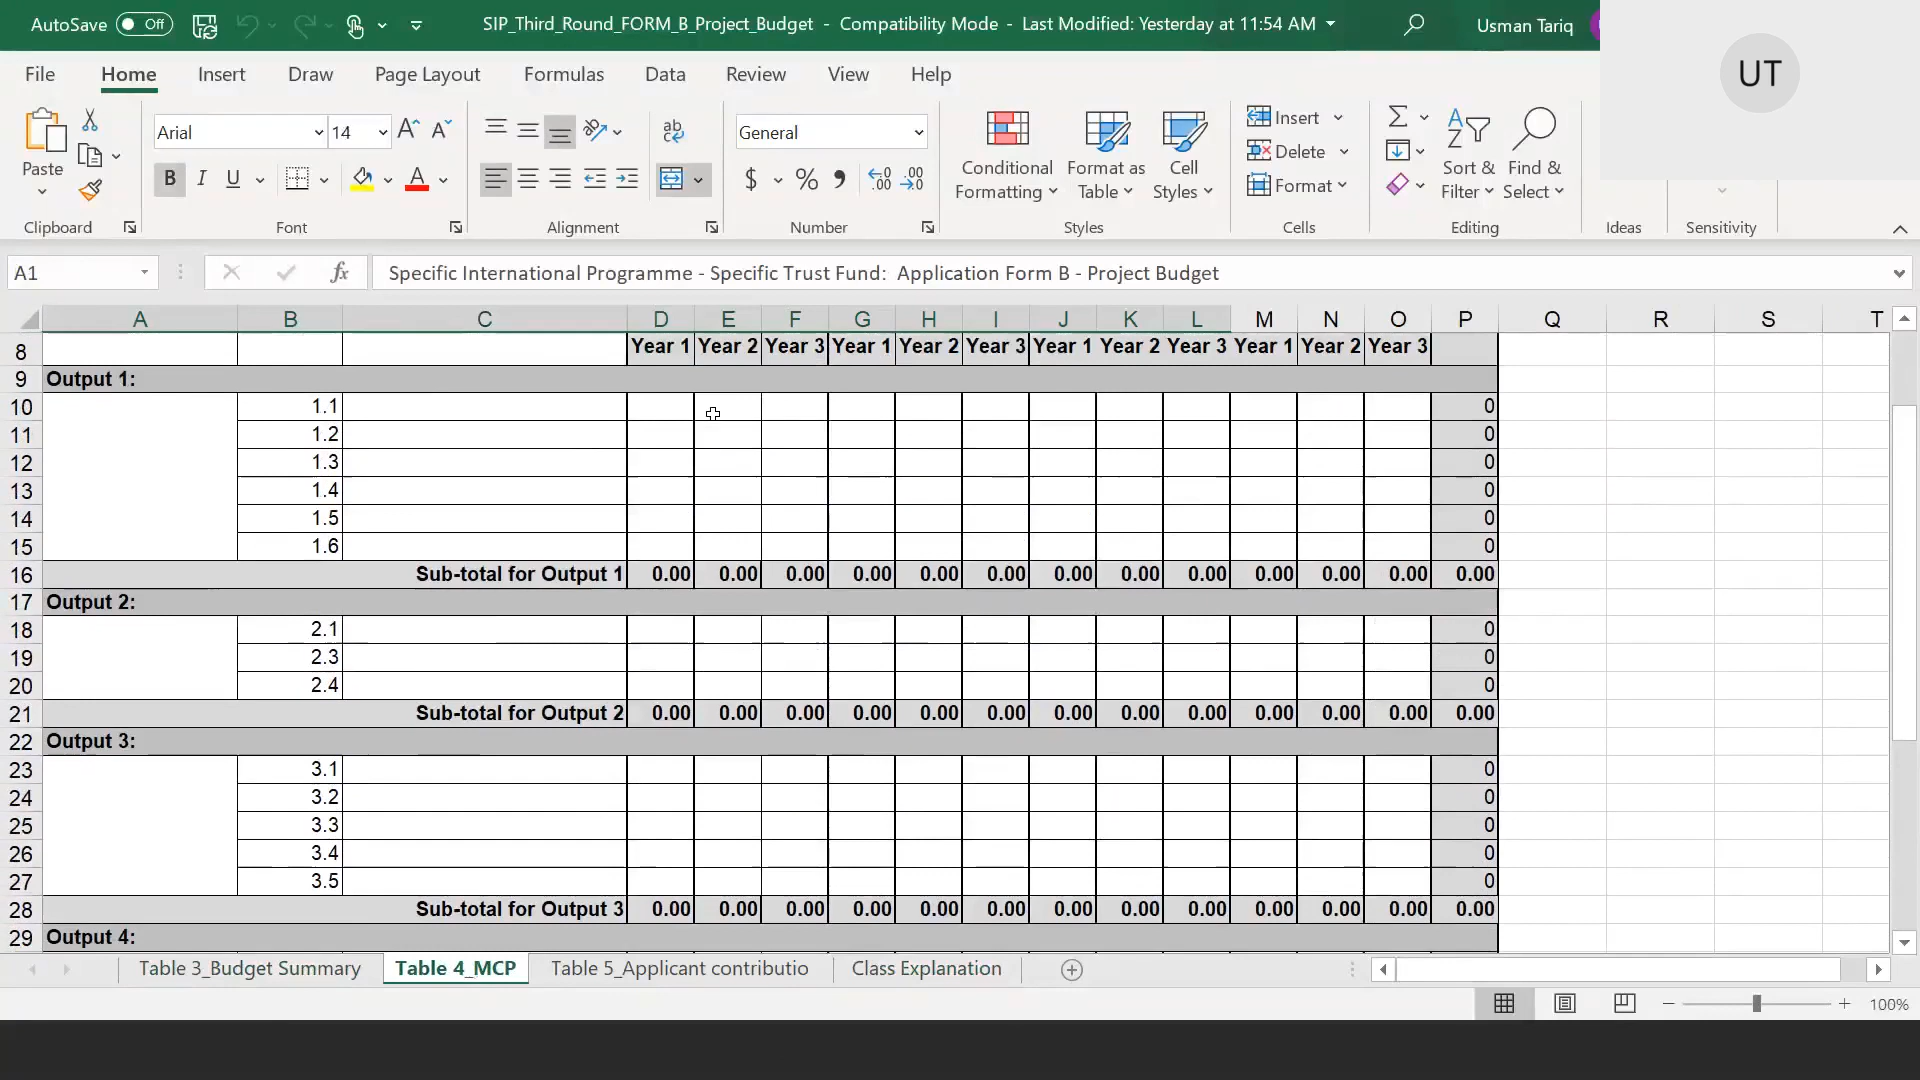 AutoSave Off SIP_Third_Round_FORM_B_Project_Budget - Compatibility Mode - Last Modified: Yesterday at 11:54 AM Usman Tariq
UT
File Home Insert Draw Page Layout Formulas Data Review View Help
Paste
Arial 14
B I U A
ab
General
$ % 9 .00 .00
Conditional Formatting
Format as Table
Cell Styles
Insert
Delete
Format
Sort & Filter
Find & Select
Clipboard Font Alignment Number Styles Cells Editing Ideas Sensitivity
A1 fx Specific International Programme - Specific Trust Fund: Application Form B - Project Budget
A B C D E F G H I J K L M N O P Q R S T
8 Year 1 Year 2 Year 3 Year 1 Year 2 Year 3 Year 1 Year 2 Year 3 Year 1 Year 2 Year 3
9 Output 1:
10 1.1 0
11 1.2 0
12 1.3 0
13 1.4 0
14 1.5 0
15 1.6 0
16 Sub-total for Output 1 0.00 0.00 0.00 0.00 0.00 0.00 0.00 0.00 0.00 0.00 0.00 0.00 0.00
17 Output 2:
18 2.1 0
19 2.3 0
20 2.4 0
21 Sub-total for Output 2 0.00 0.00 0.00 0.00 0.00 0.00 0.00 0.00 0.00 0.00 0.00 0.00 0.00
22 Output 3:
23 3.1 0
24 3.2 0
25 3.3 0
26 3.4 0
27 3.5 0
28 Sub-total for Output 3 0.00 0.00 0.00 0.00 0.00 0.00 0.00 0.00 0.00 0.00 0.00 0.00 0.00
29 Output 4:
Table 3_Budget Summary Table 4_MCP Table 5_Applicant contributio Class Explanation
100%